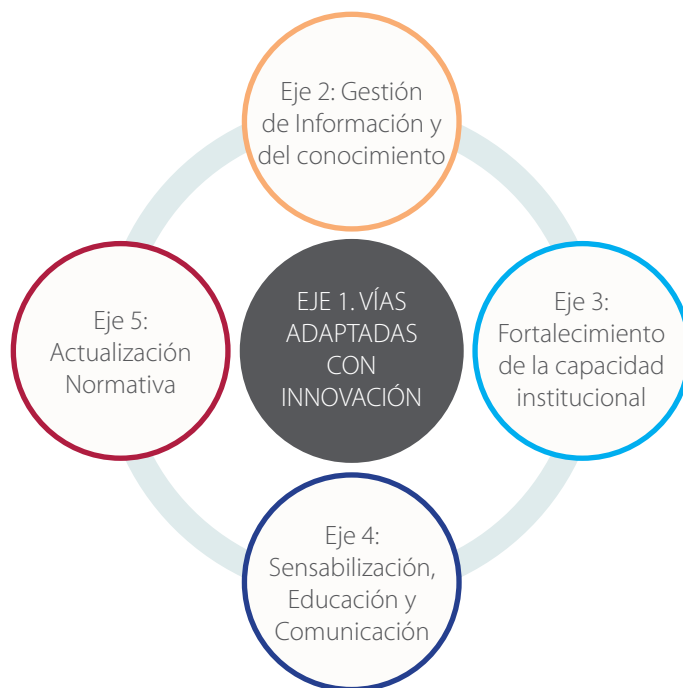 Eje 2: Gestión
de Información y
del conocimiento
EJE 1. VÍAS
ADAPTADAS
CON
INNOVACIÓN
Eje 3:
Fortalecimiento
de la capacidad
institucional
Eje 5:
Actualización
Normativa
Eje 4:
Sensabilización,
Educación y
Comunicación